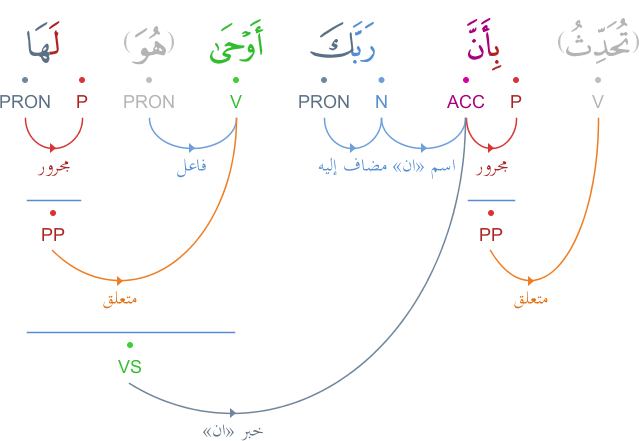 (تُحَدِّثُ) بِأَنَّ رَبَّكَ أَوْحَىٰ (هُوَ) لَهَا
V P ACC N PRON V PRON P PRON
مجرور اسم «ان» مضاف إليه فاعل مجرور
PP PP
متعلق متعلق
VS
خبر «ان»